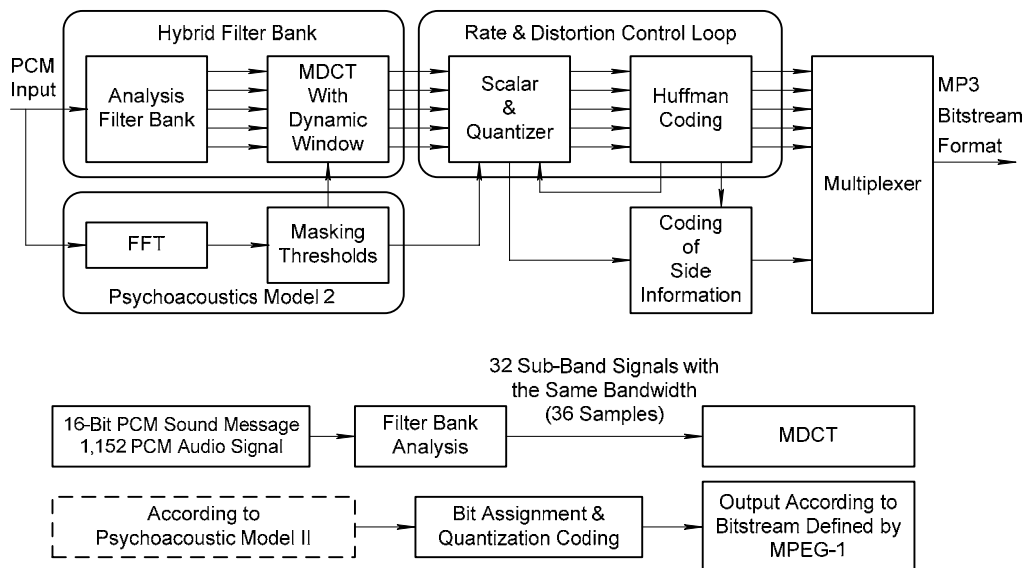 Hybrid Filter Bank
Rate & Distortion Control Loop
PCM
Input
Analysis
Filter Bank
MDCT
With
Dynamic
Window
Scalar
&
Quantizer
Huffman
Coding
Multiplexer
MP3
Bitstream
Format
FFT
Masking
Thresholds
Psychoacoustics Model 2
Coding
of
Side
Information
32 Sub-Band Signals with
the Same Bandwidth
(36 Samples)
16-Bit PCM Sound Message
1,152 PCM Audio Signal
Filter Bank
Analysis
MDCT
According to
Psychoacoustic Model II
Bit Assignment &
Quantization Coding
Output According to
Bitstream Defined by
MPEG-1